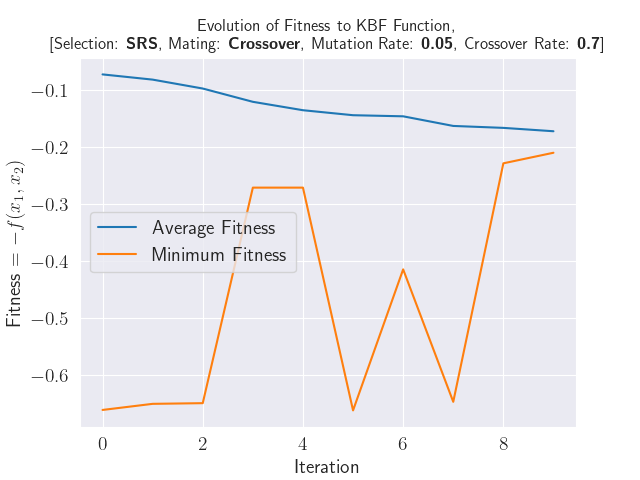 Evolution of Fitness to KBF Function,
[Selection: SRS, Mating: Crossover, Mutation Rate: 0.05, Crossover Rate: 0.7]
Fitness = −f(x₁, x₂)
−0.1
−0.2
−0.3
−0.4
−0.5
−0.6
Average Fitness
Minimum Fitness
0 2 4 6 8
Iteration